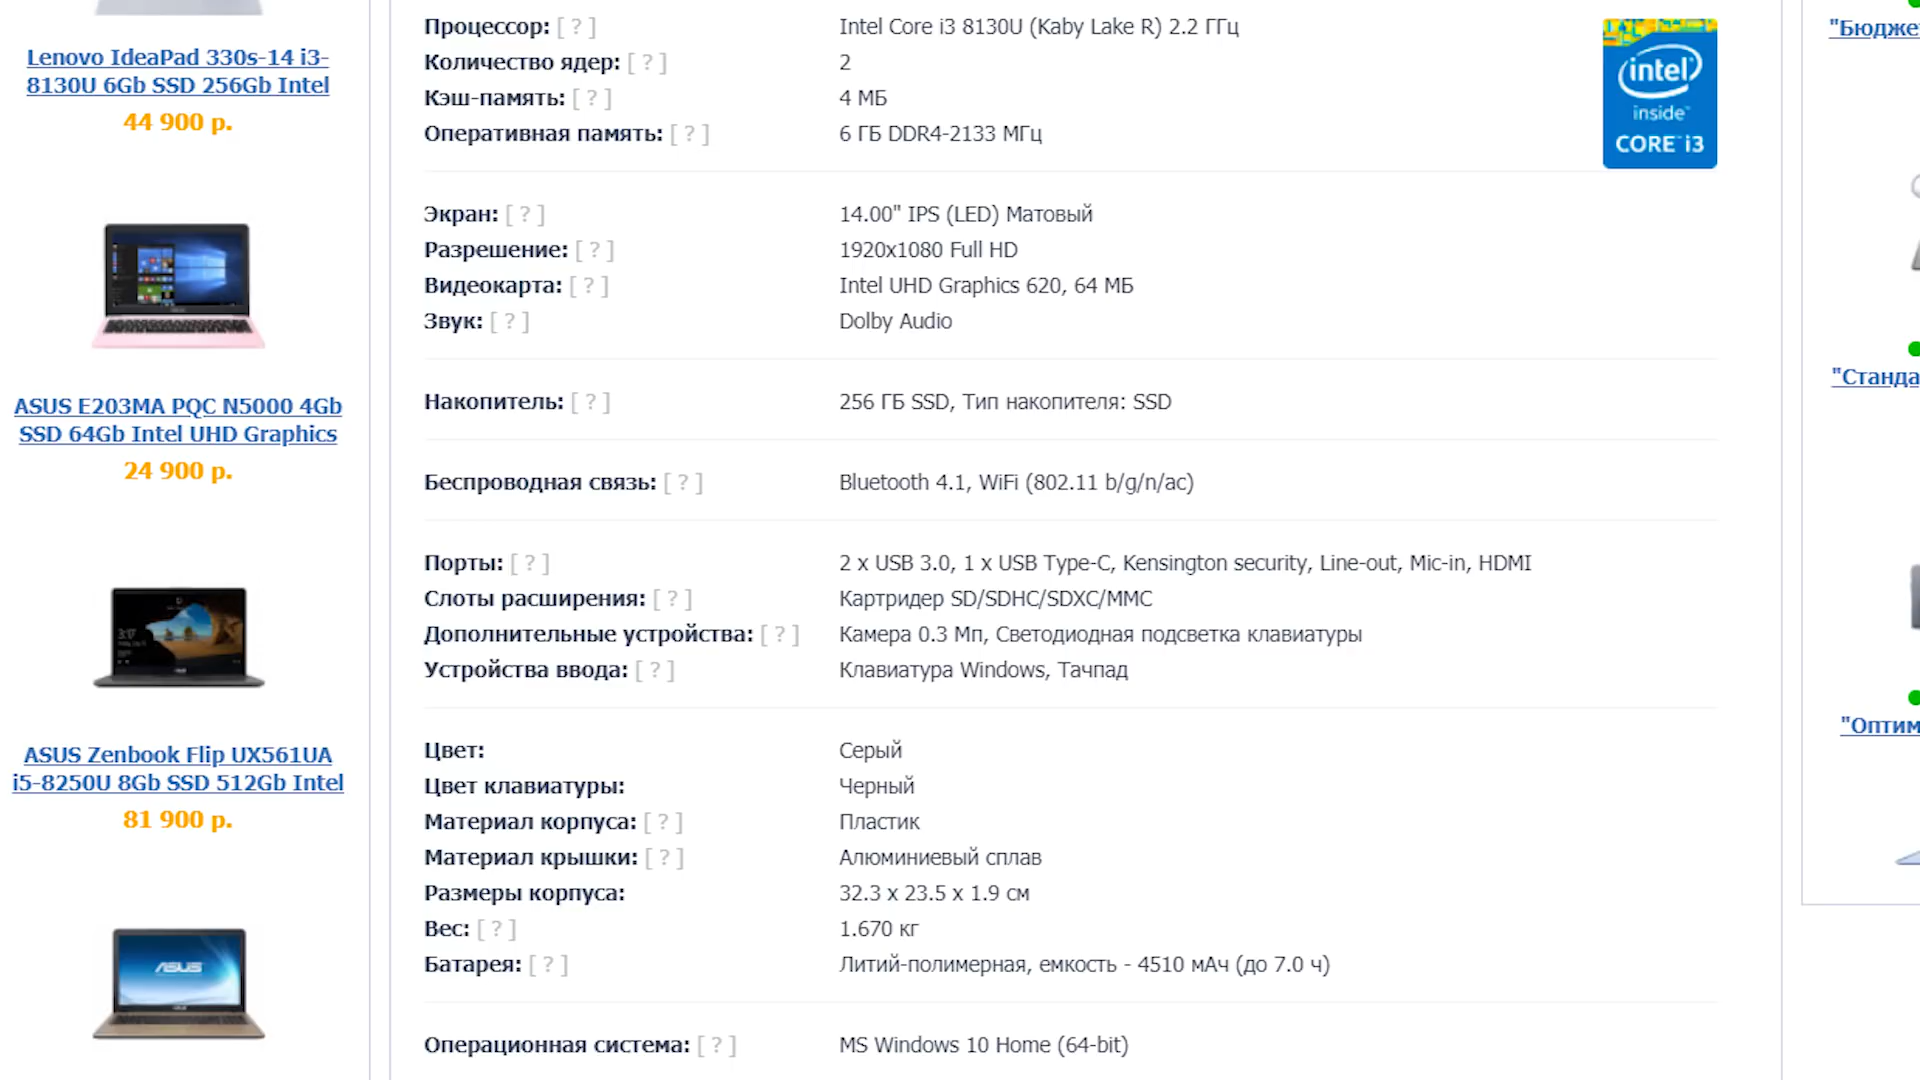 Lenovo IdeaPad 330s-14 i3-
8130U 6Gb SSD 256Gb Intel
44 900 р.
ASUS E203MA PQC N5000 4Gb
SSD 64Gb Intel UHD Graphics
24 900 р.
ASUS Zenbook Flip UX561UA
i5-8250U 8Gb SSD 512Gb Intel
81 900 р.
ASUS
Процессор: [ ? ] Intel Core i3 8130U (Kaby Lake R) 2.2 ГГц
Количество ядер: [ ? ] 2
Кэш-память: [ ? ] 4 МБ
Оперативная память: [ ? ] 6 ГБ DDR4-2133 МГц
Экран: [ ? ] 14.00" IPS (LED) Матовый
Разрешение: [ ? ] 1920x1080 Full HD
Видеокарта: [ ? ] Intel UHD Graphics 620, 64 МБ
Звук: [ ? ] Dolby Audio
Накопитель: [ ? ] 256 ГБ SSD, Тип накопителя: SSD
Беспроводная связь: [ ? ] Bluetooth 4.1, WiFi (802.11 b/g/n/ac)
Порты: [ ? ] 2 x USB 3.0, 1 x USB Type-C, Kensington security, Line-out, Mic-in, HDMI
Слоты расширения: [ ? ] Картридер SD/SDHC/SDXC/MMC
Дополнительные устройства: [ ? ] Камера 0.3 Мп, Светодиодная подсветка клавиатуры
Устройства ввода: [ ? ] Клавиатура Windows, Тачпад
Цвет: Серый
Цвет клавиатуры: Черный
Материал корпуса: [ ? ] Пластик
Материал крышки: [ ? ] Алюминиевый сплав
Размеры корпуса: 32.3 x 23.5 x 1.9 см
Вес: [ ? ] 1.670 кг
Батарея: [ ? ] Литий-полимерная, емкость - 4510 мАч (до 7.0 ч)
Операционная система: [ ? ] MS Windows 10 Home (64-bit)
intel
inside™
CORE™ i3
"Бюдже
"Станда
"Оптим